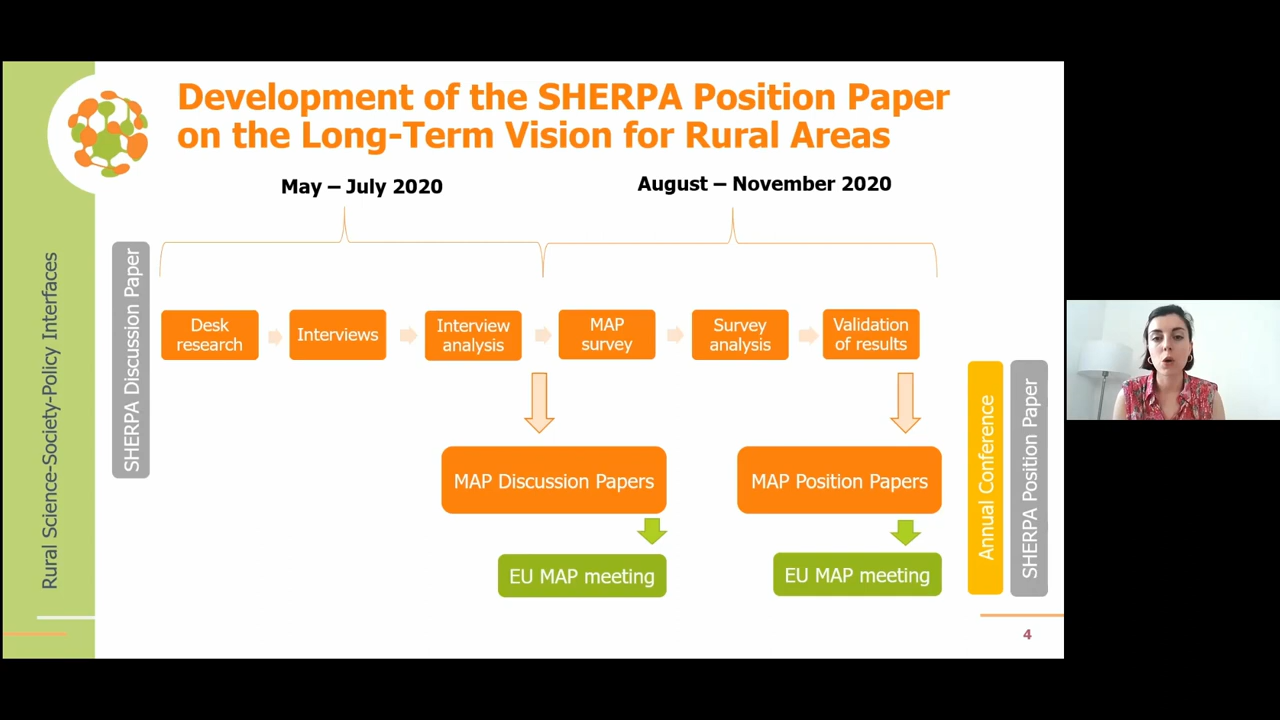 Development of the SHERPA Position Paper
on the Long-Term Vision for Rural Areas
May – July 2020
August – November 2020
Rural Science-Society-Policy Interfaces
SHERPA Discussion Paper
Desk
research
Interviews
Interview
analysis
MAP
survey
Survey
analysis
Validation
of results
MAP Discussion Papers
MAP Position Papers
EU MAP meeting
EU MAP meeting
Annual Conference
SHERPA Position Paper
4